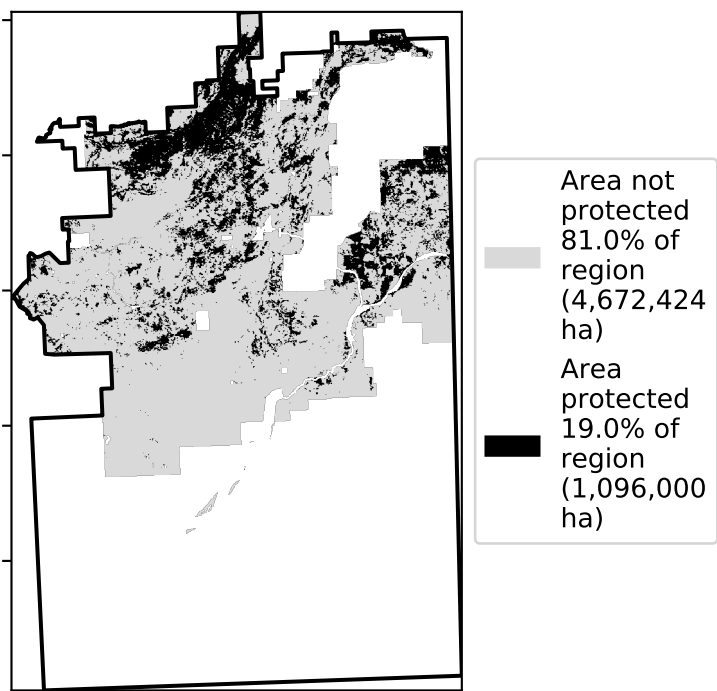 Area not
protected
81.0% of
region
(4,672,424
ha)
Area
protected
19.0% of
region
(1,096,000
ha)